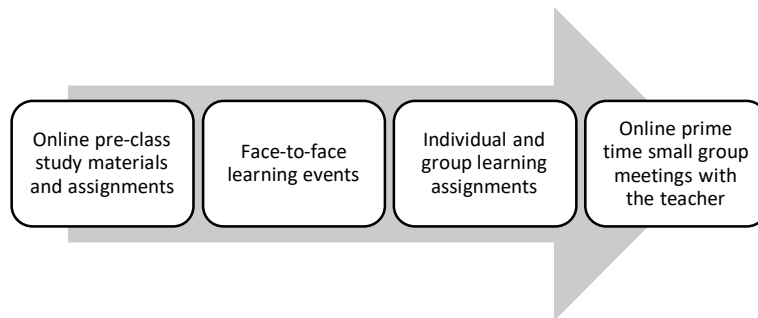 Online pre-class
study materials
and assignments
Face-to-face
learning events
Individual and
group learning
assignments
Online prime
time small group
meetings with
the teacher